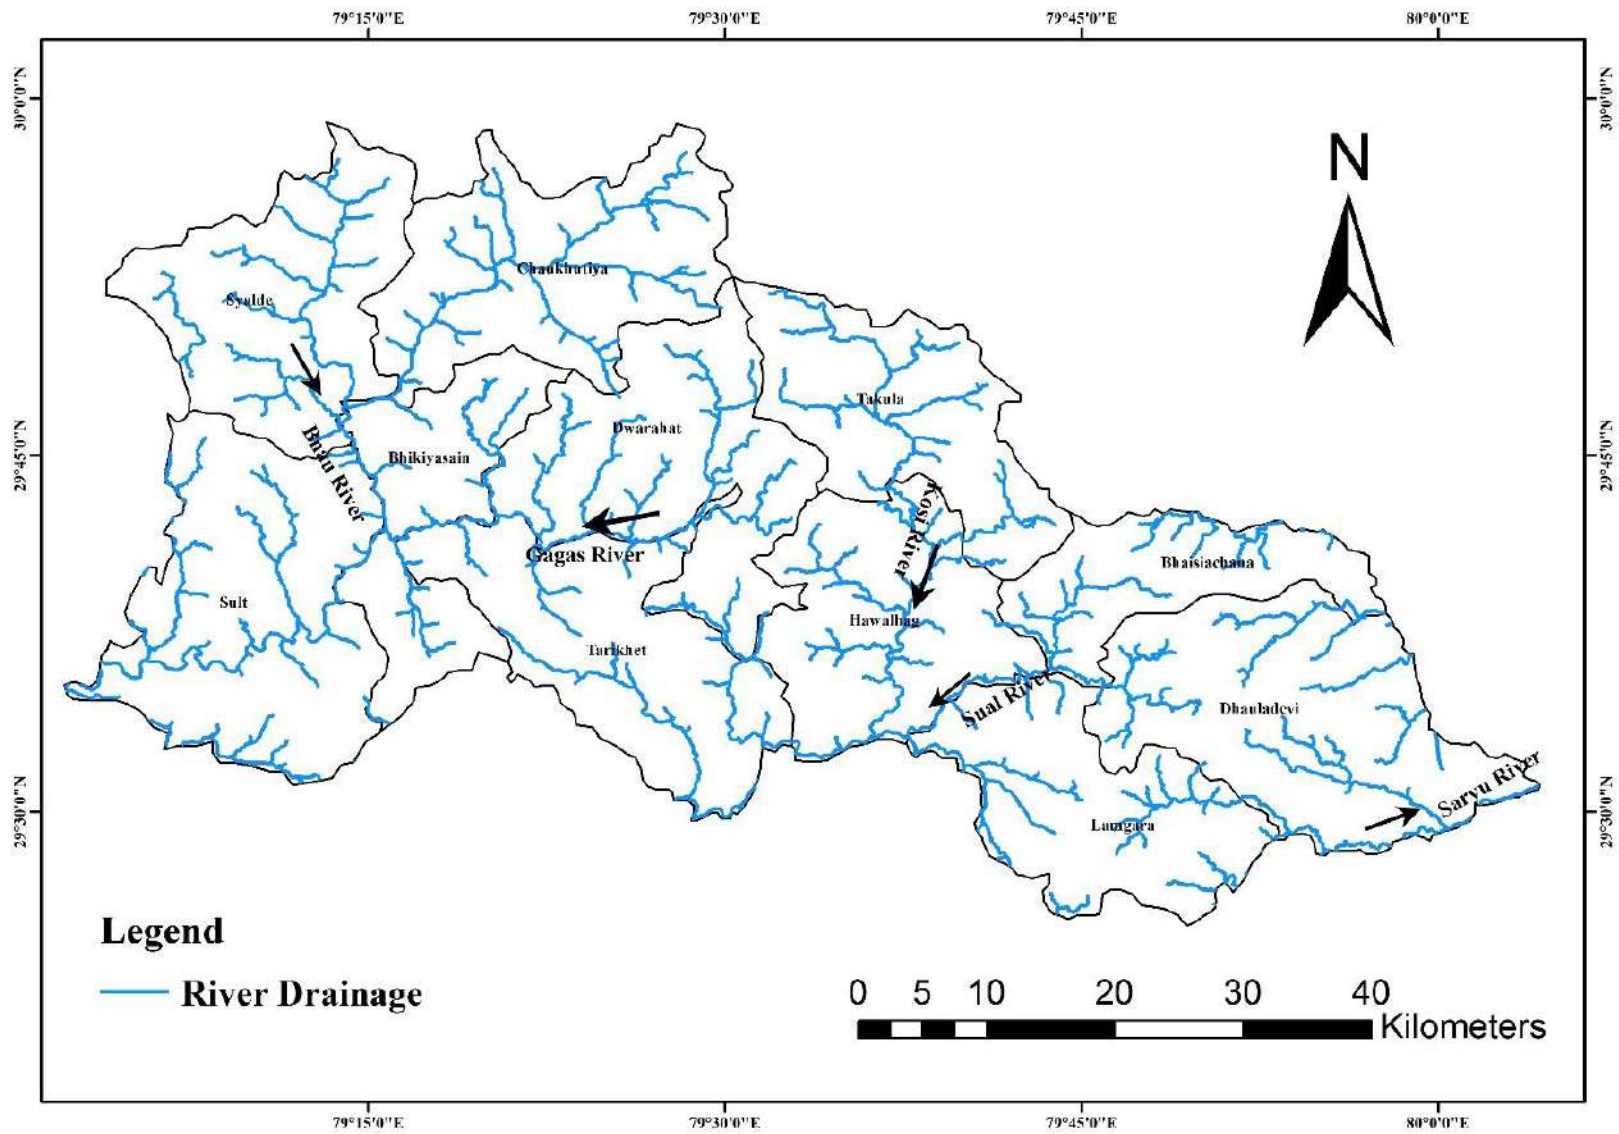 79°15'0"E 79°30'0"E 79°45'0"E 80°0'0"E
30°0'0"N 30°0'0"N
N
Chaukhutiya
Syalde
Takula
Dwarahat
Bhikiyasain
29°45'0"N 29°45'0"N
River
Kosi River
Gagas River
Bhaisiachana
Sult
Hawalbag
Tarikhet
Sual River
Dhauladevi
Saryu River
29°30'0"N 29°30'0"N
Lamgara
Legend
River Drainage
0 5 10 20 30 40
Kilometers
79°15'0"E 79°30'0"E 79°45'0"E 80°0'0"E